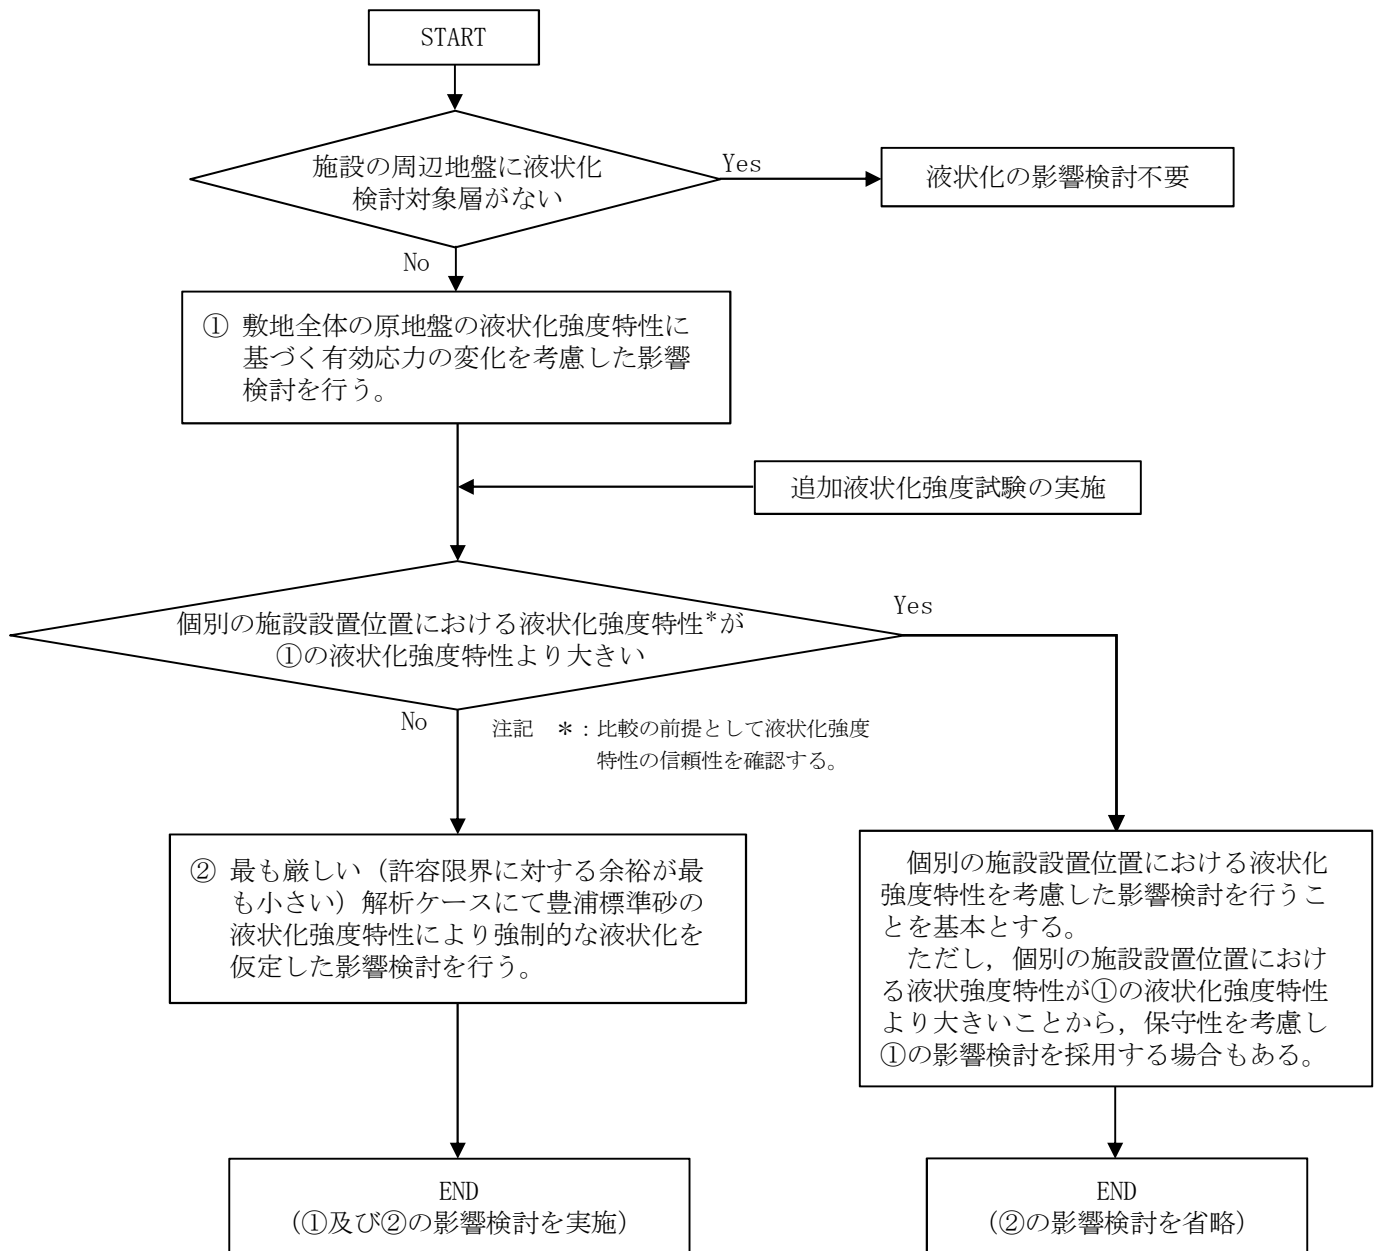 START
施設の周辺地盤に液状化
検討対象層がない
Yes
液状化の影響検討不要
No
① 敷地全体の原地盤の液状化強度特性に
基づく有効応力の変化を考慮した影響
検討を行う。
追加液状化強度試験の実施
個別の施設設置位置における液状化強度特性*が
①の液状化強度特性より大きい
Yes
No
注記　＊：比較の前提として液状化強度
特性の信頼性を確認する。
② 最も厳しい（許容限界に対する余裕が最
も小さい）解析ケースにて豊浦標準砂の
液状化強度特性により強制的な液状化を
仮定した影響検討を行う。
個別の施設設置位置における液状化
強度特性を考慮した影響検討を行うこ
とを基本とする。
ただし，個別の施設設置位置におけ
る液状強度特性が①の液状化強度特性
より大きいことから，保守性を考慮し
①の影響検討を採用する場合もある。
END
（①及び②の影響検討を実施）
END
（②の影響検討を省略）